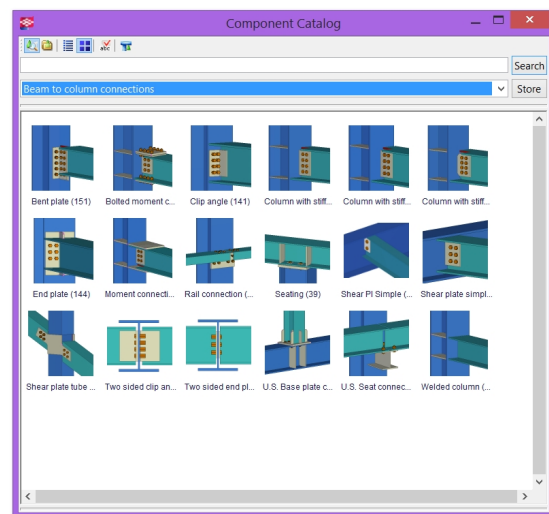 Component Catalog
abc
Search
Beam to column connections
Store
Bent plate (151)
Bolted moment c...
Clip angle (141)
Column with stiff...
Column with stiff...
Column with stiff...
End plate (144)
Moment connecti...
Rail connection (...
Seating (39)
Shear Pl Simple (...
Shear plate simpl...
Shear plate tube ...
Two sided clip an...
Two sided end pl...
U.S. Base plate c...
U.S. Seat connec...
Welded column (...